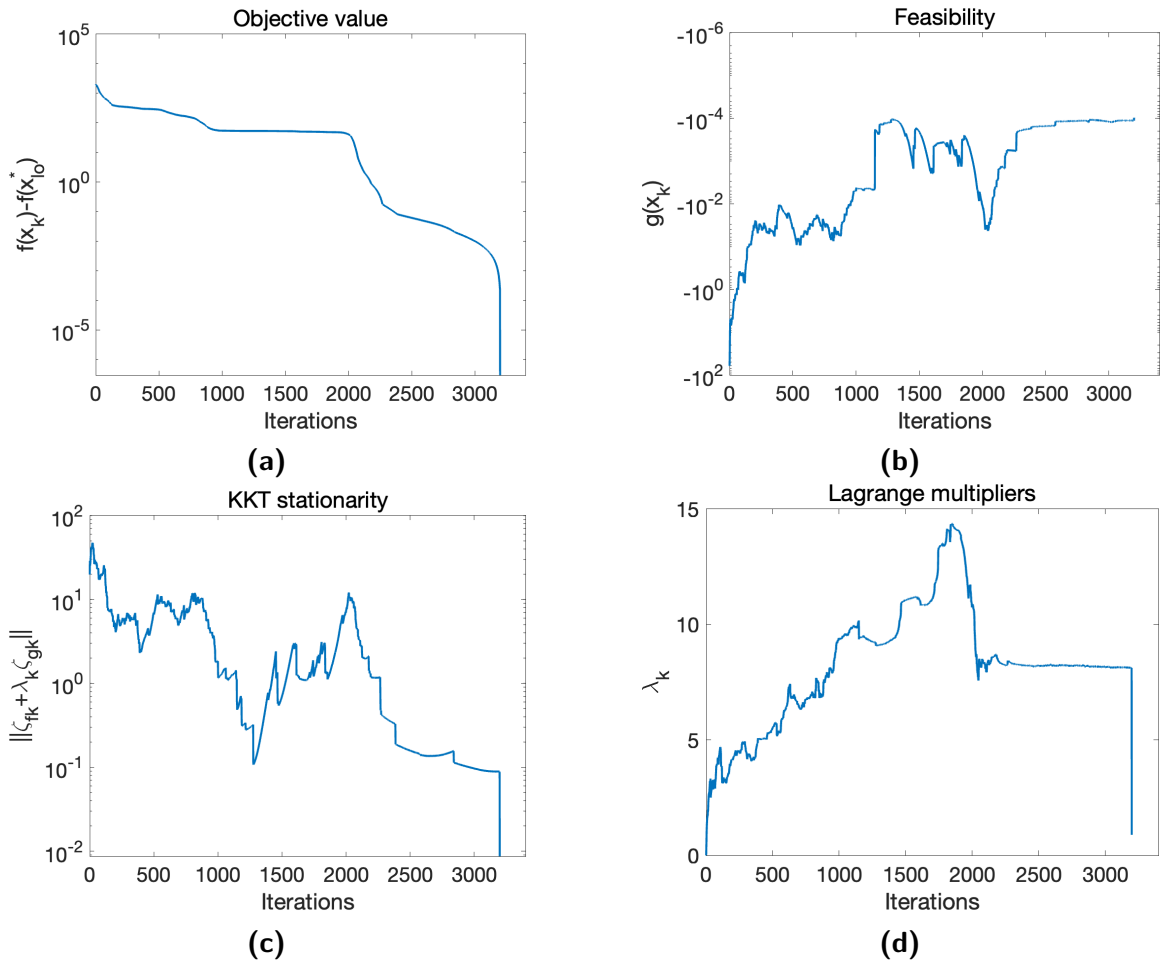 Objective value
10^5
10^0
10^-5
f(x_k)-f(x_lo^*)
0 500 1000 1500 2000 2500 3000
Iterations
(a)
Feasibility
-10^-6
-10^-4
-10^-2
-10^0
-10^2
g(x_k)
0 500 1000 1500 2000 2500 3000
Iterations
(b)
KKT stationarity
10^2
10^1
10^0
10^-1
10^-2
||ζ_fk+λ_kζ_gk||
0 500 1000 1500 2000 2500 3000
Iterations
(c)
Lagrange multipliers
15
10
5
0
λ_k
0 500 1000 1500 2000 2500 3000
Iterations
(d)